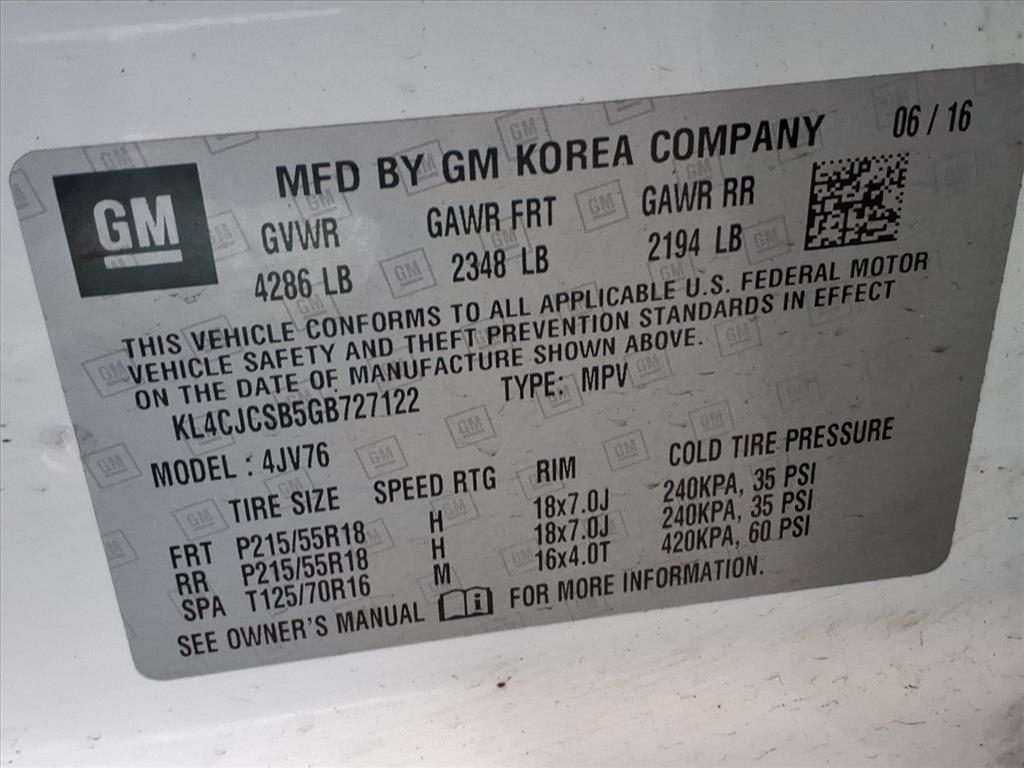 GM
MFD BY GM KOREA COMPANY 06 / 16
GVWR GAWR FRT GAWR RR
4286 LB 2348 LB 2194 LB
THIS VEHICLE CONFORMS TO ALL APPLICABLE U.S. FEDERAL MOTOR
VEHICLE SAFETY AND THEFT PREVENTION STANDARDS IN EFFECT
ON THE DATE OF MANUFACTURE SHOWN ABOVE.
KL4CJCSB5GB727122 TYPE: MPV
MODEL : 4JV76
TIRE SIZE SPEED RTG RIM COLD TIRE PRESSURE
FRT P215/55R18 H 18x7.0J 240KPA, 35 PSI
RR P215/55R18 H 18x7.0J 240KPA, 35 PSI
SPA T125/70R16 M 16x4.0T 420KPA, 60 PSI
SEE OWNER'S MANUAL i FOR MORE INFORMATION.